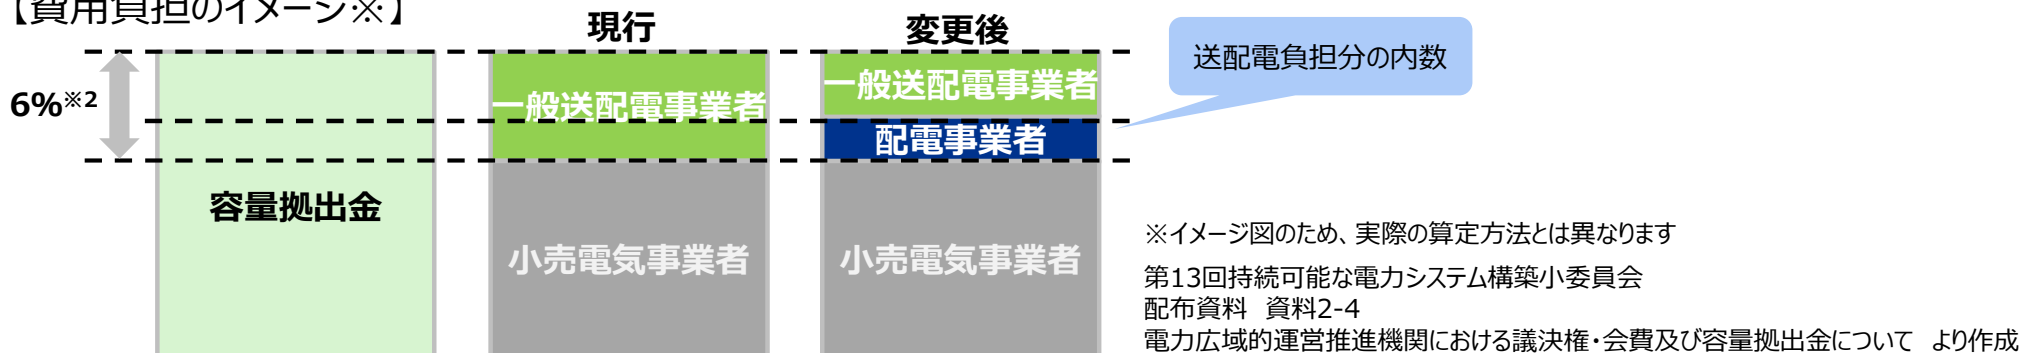 【費用負担のイメージ※】
現行
変更後
送配電負担分の内数
6%※2
一般送配電事業者
一般送配電事業者
配電事業者
容量拠出金
小売電気事業者
小売電気事業者
※イメージ図のため、実際の算定方法とは異なります
第13回持続可能な電力システム構築小委員会
配布資料　資料2-4
電力広域的運営推進機関における議決権・会費及び容量拠出金について　より作成